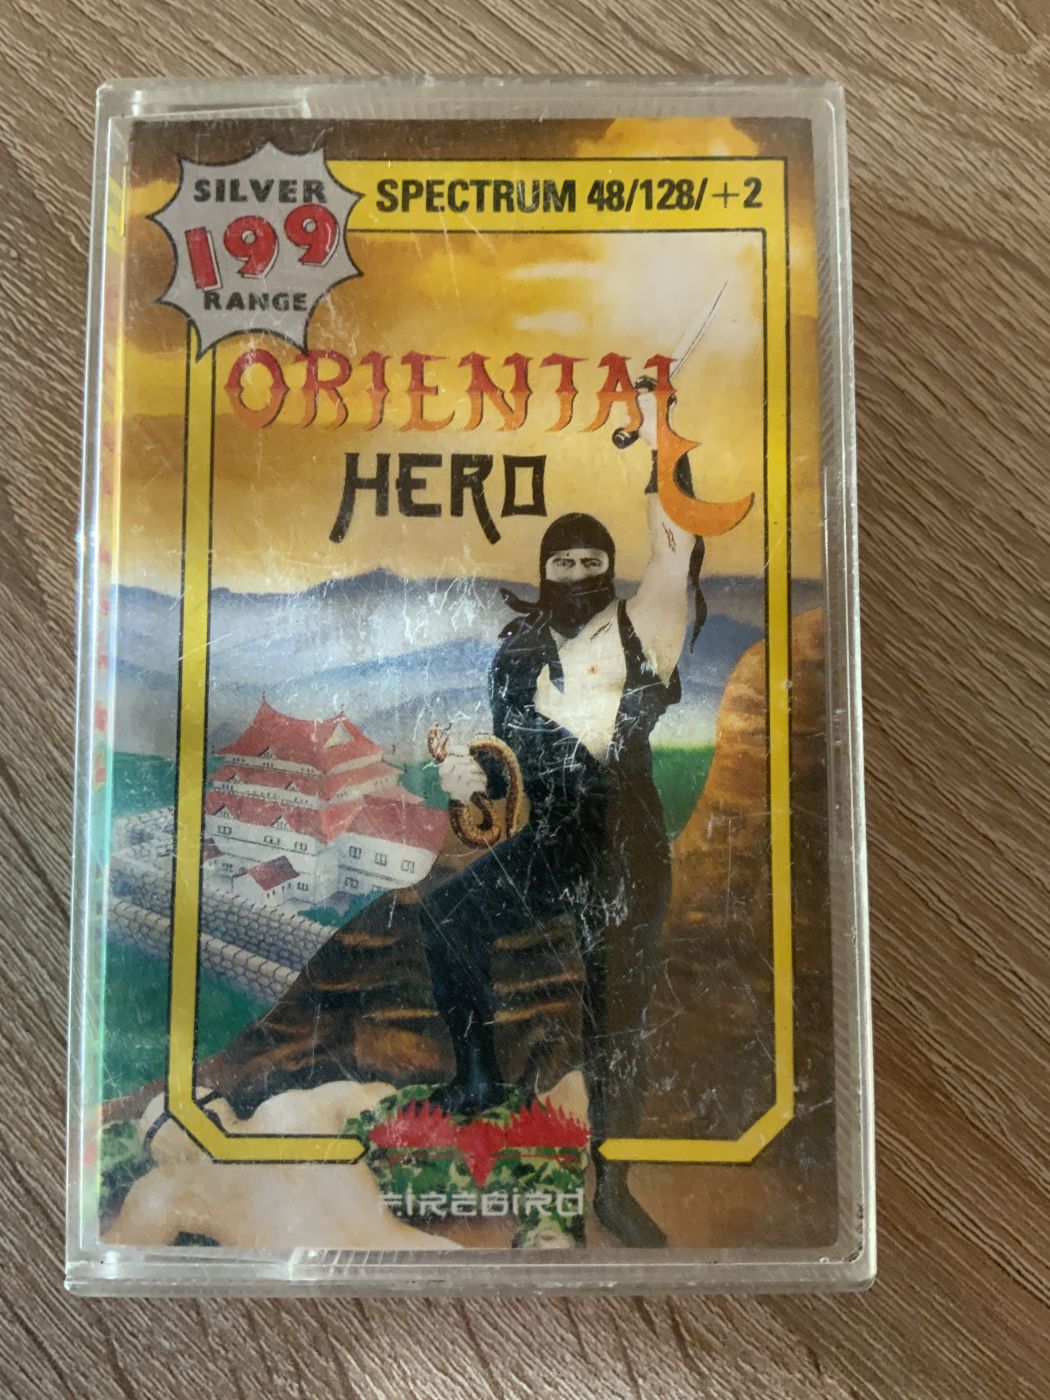 SILVER
199
RANGE
SPECTRUM 48/128/+2
ORIENTAL
HERO
FIREBIRD